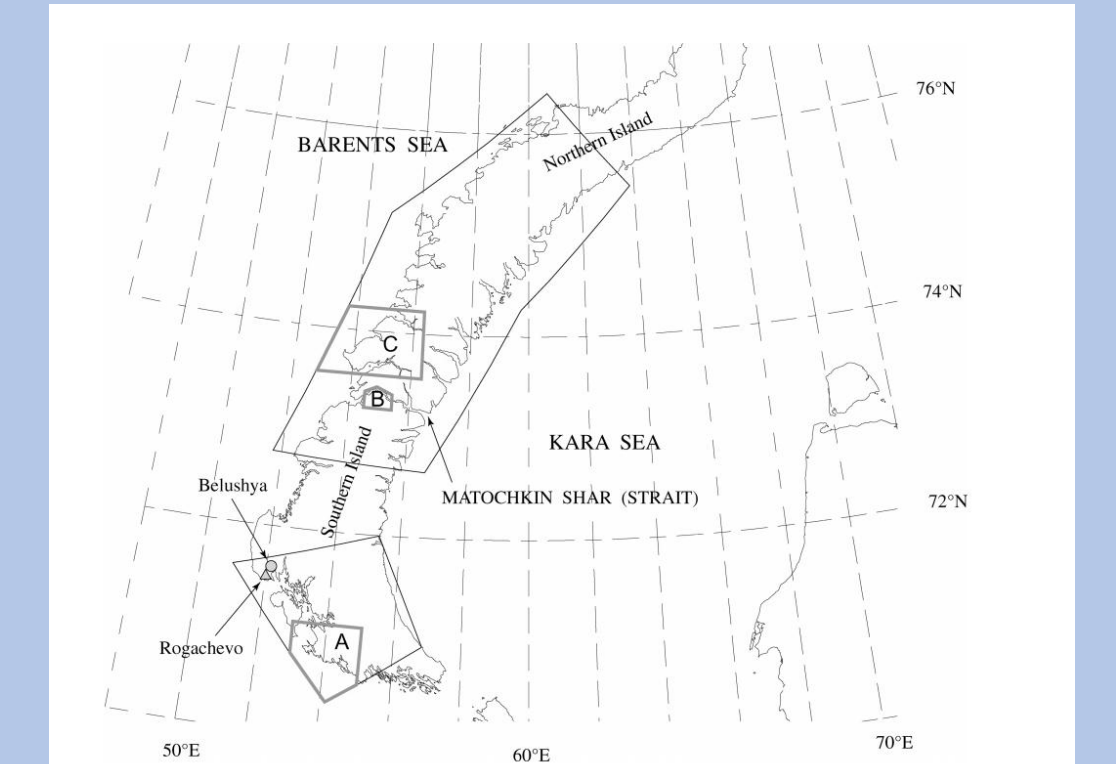 76°N
BARENTS SEA
Northern Island
74°N
C
B
KARA SEA
Southern Island
Belushya
MATOCHKIN SHAR (STRAIT)
72°N
A
Rogachevo
50°E
60°E
70°E